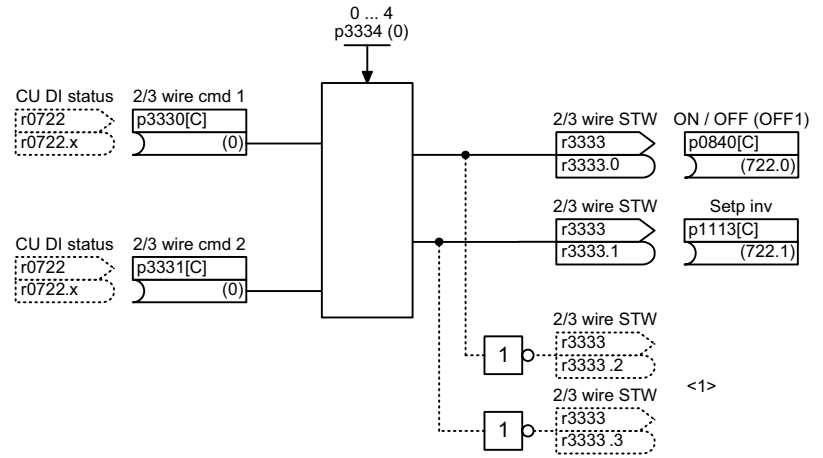 0 ... 4
p3334 (0)
CU DI status
r0722
r0722.x
2/3 wire cmd 1
p3330[C]
(0)
2/3 wire STW
r3333
r3333.0
ON / OFF (OFF1)
p0840[C]
(722.0)
2/3 wire STW
r3333
r3333.1
Setp inv
p1113[C]
(722.1)
CU DI status
r0722
r0722.x
2/3 wire cmd 2
p3331[C]
(0)
1
2/3 wire STW
r3333
r3333 .2
<1>
1
2/3 wire STW
r3333
r3333 .3